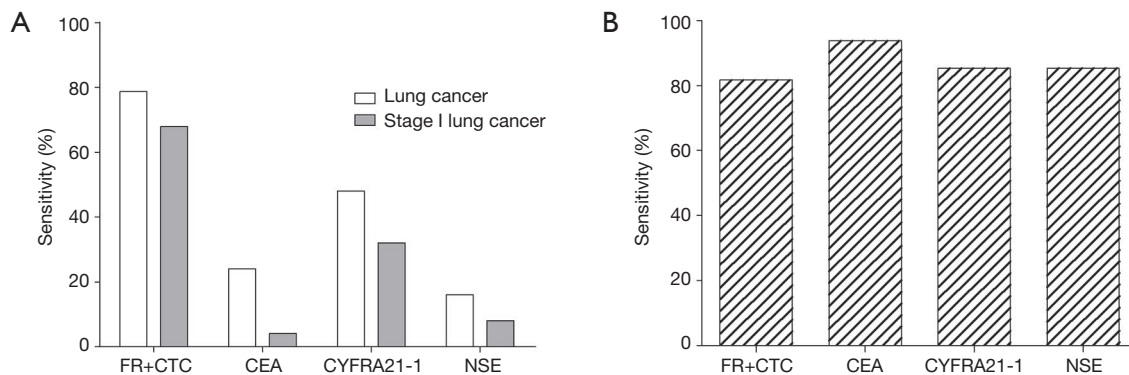 A
Sensitivity (%)
100
80
60
40
20
0
Lung cancer
Stage I lung cancer
FR+CTC CEA CYFRA21-1 NSE
B
Sensitivity (%)
100
80
60
40
20
0
FR+CTC CEA CYFRA21-1 NSE